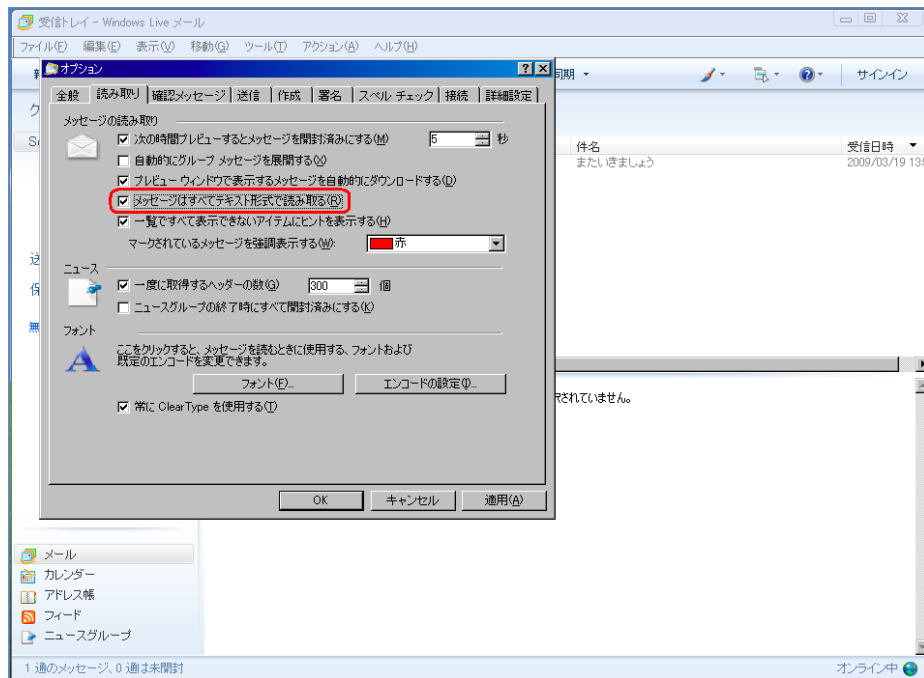 受信トレイ - Windows Live メール
ファイル(F) 編集(E) 表示(V) 移動(G) ツール(T) アクション(A) ヘルプ(H)
同期 サインイン
オプション
全般 読み取り 確認メッセージ 送信 作成 署名 スペル チェック 接続 詳細設定
メッセージの読み取り
次の時間プレビューするとメッセージを開封済みにする(M) 5 秒
自動的にグループ メッセージを展開する(X)
プレビュー ウィンドウで表示するメッセージを自動的にダウンロードする(D)
メッセージはすべてテキスト形式で読み取る(R)
一覧ですべて表示できないアイテムにヒントを表示する(H)
マークされているメッセージを強調表示する(W): 赤
ニュース
一度に取得するヘッダーの数(G) 300 個
ニュースグループの終了時にすべて開封済みにする(K)
フォント
ここをクリックすると、メッセージを読むときに使用する、フォントおよび
既定のエンコードを変更できます。
フォント(F)... エンコードの設定(I)...
常に ClearType を使用する(T)
OK キャンセル 適用(A)
件名 受信日時
またいきましょう 2009/03/19 13:
されていません。
メール
カレンダー
アドレス帳
フィード
ニュースグループ
1 通のメッセージ、0 通は未開封
オンライン中